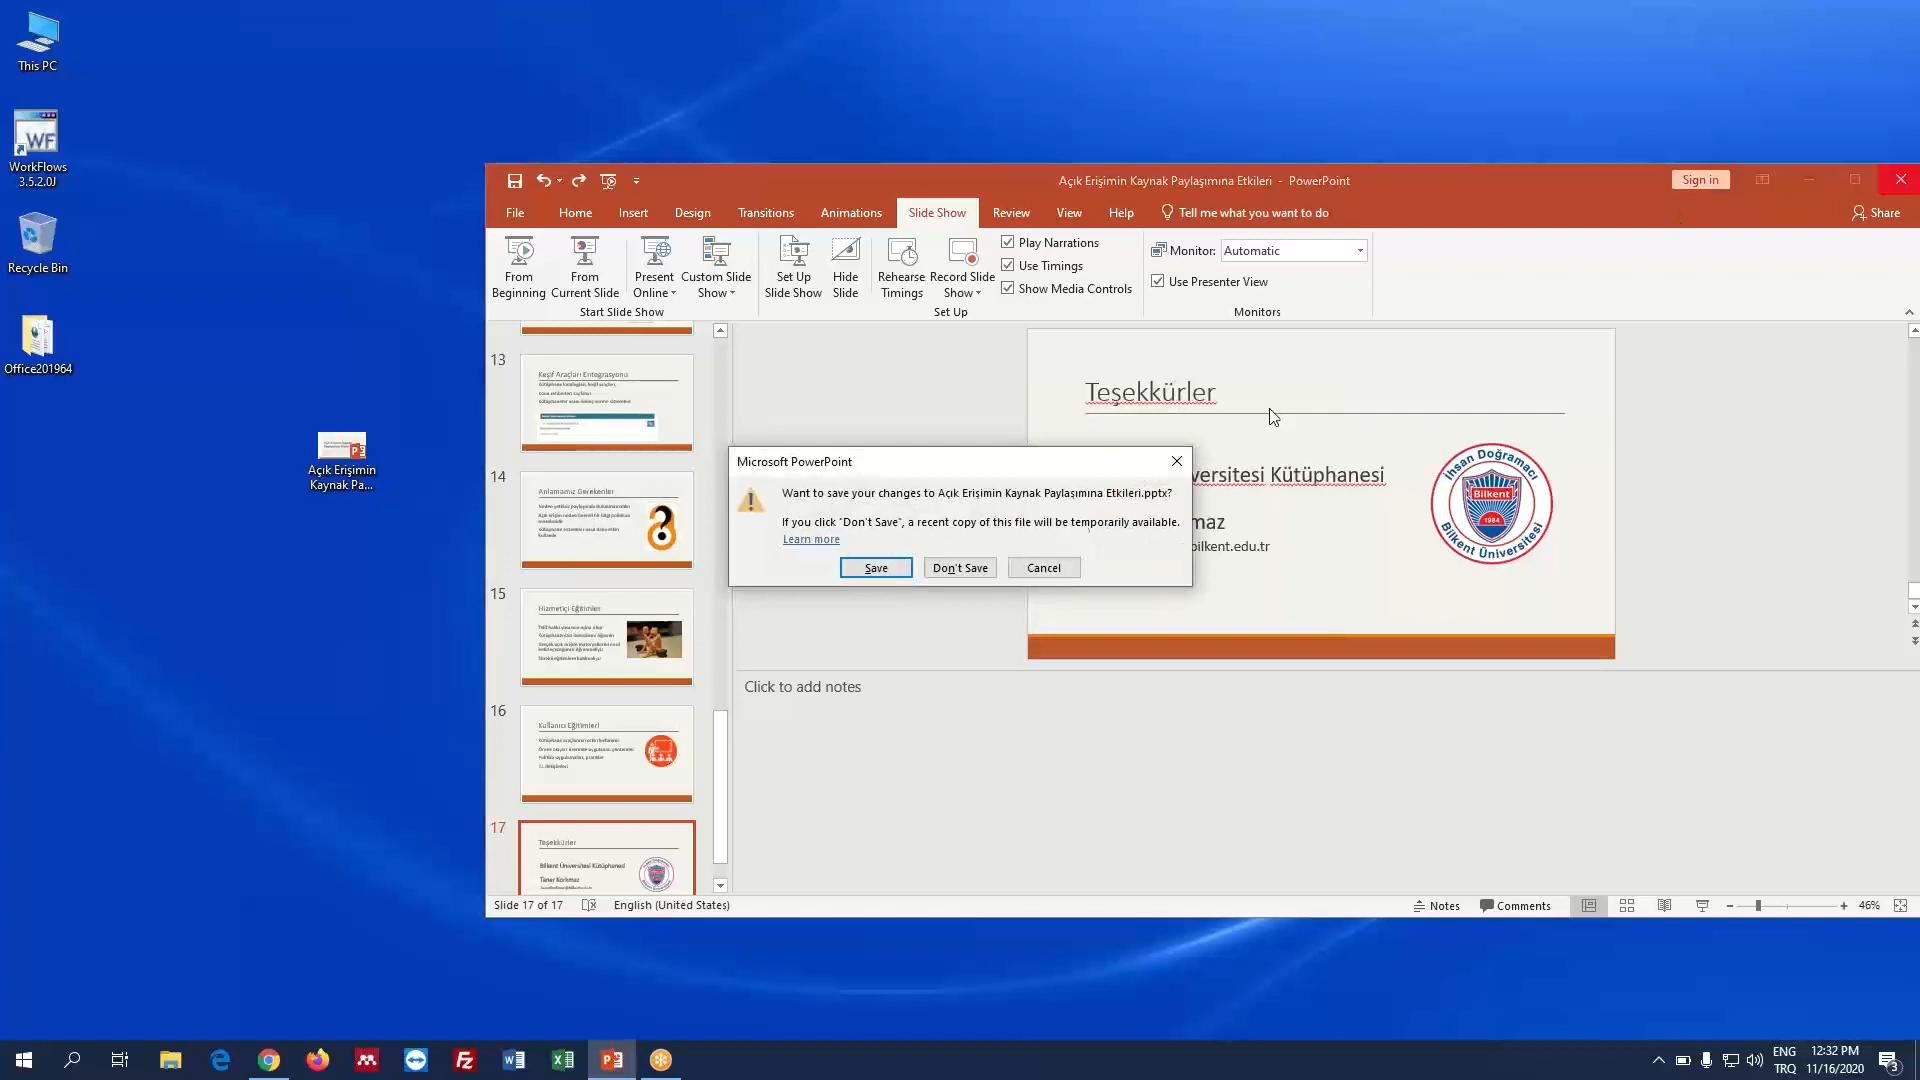 This PC
WorkFlows
3.5.2.0J
Recycle Bin
Office201964
Açık Erişimin
Kaynak Pa...
Açık Erişimin Kaynak Paylaşımına Etkileri - PowerPoint
Sign in
File
Home
Insert
Design
Transitions
Animations
Slide Show
Review
View
Help
Tell me what you want to do
Share
From
Beginning
From
Current Slide
Present
Online
Custom Slide
Show
Start Slide Show
Set Up
Slide Show
Hide
Slide
Rehearse
Timings
Record Slide
Show
Play Narrations
Use Timings
Show Media Controls
Set Up
Monitor: Automatic
Use Presenter View
Monitors
13
Keşif Araçları Entegrasyonu
14
Anlamamız Gerekenler
15
Hizmetiçi Eğitimler
16
Kullanıcı Eğitimleri
17
Teşekkürler
Bilkent Üniversitesi Kütüphanesi
Taner Korkmaz
Teşekkürler
versitesi Kütüphanesi
maz
bilkent.edu.tr
İhsan Doğramacı
Bilkent
1984
Bilkent Üniversitesi
Microsoft PowerPoint
Want to save your changes to Açık Erişimin Kaynak Paylaşımına Etkileri.pptx?
If you click "Don't Save", a recent copy of this file will be temporarily available.
Learn more
Save
Don't Save
Cancel
Click to add notes
Slide 17 of 17
English (United States)
Notes
Comments
46%
WF
ENG
TRQ
12:32 PM
11/16/2020
3